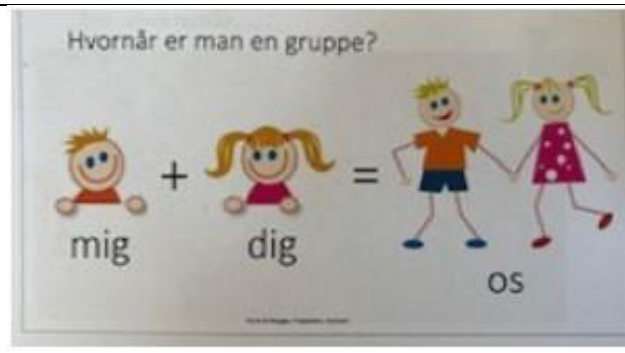 Hvornår er man en gruppe?
+
=
mig
dig
os